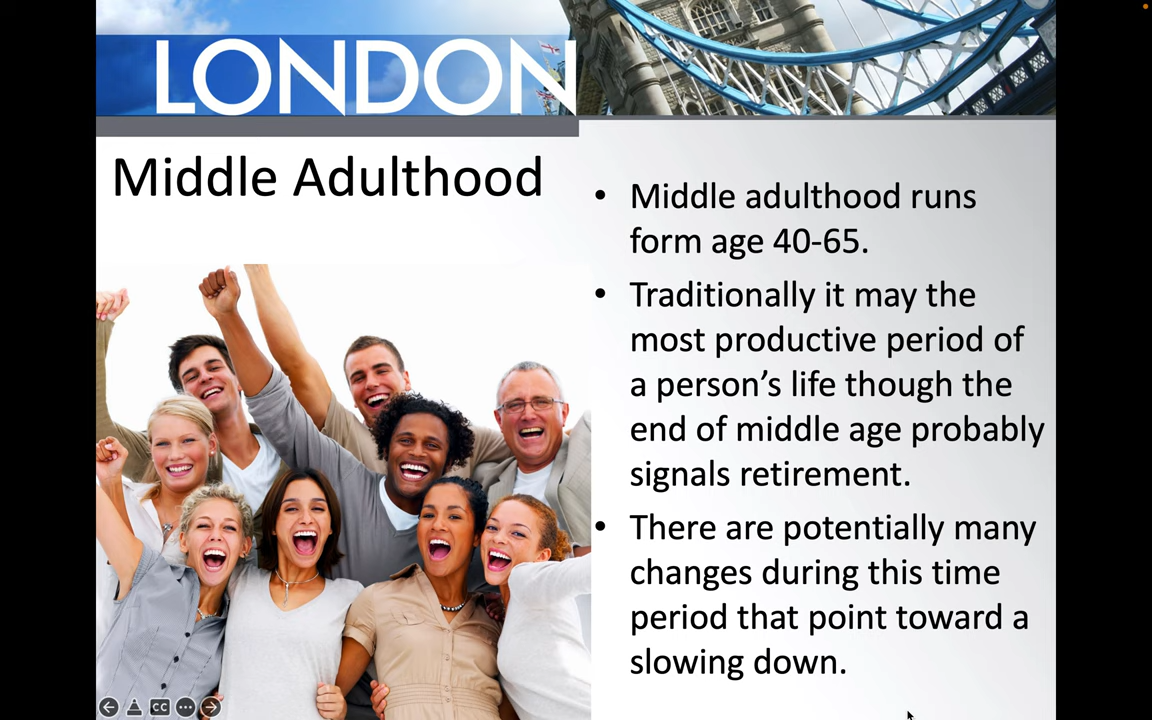 LONDON
Middle Adulthood
• Middle adulthood runs
form age 40-65.
• Traditionally it may the
most productive period of
a person’s life though the
end of middle age probably
signals retirement.
• There are potentially many
changes during this time
period that point toward a
slowing down.
CC